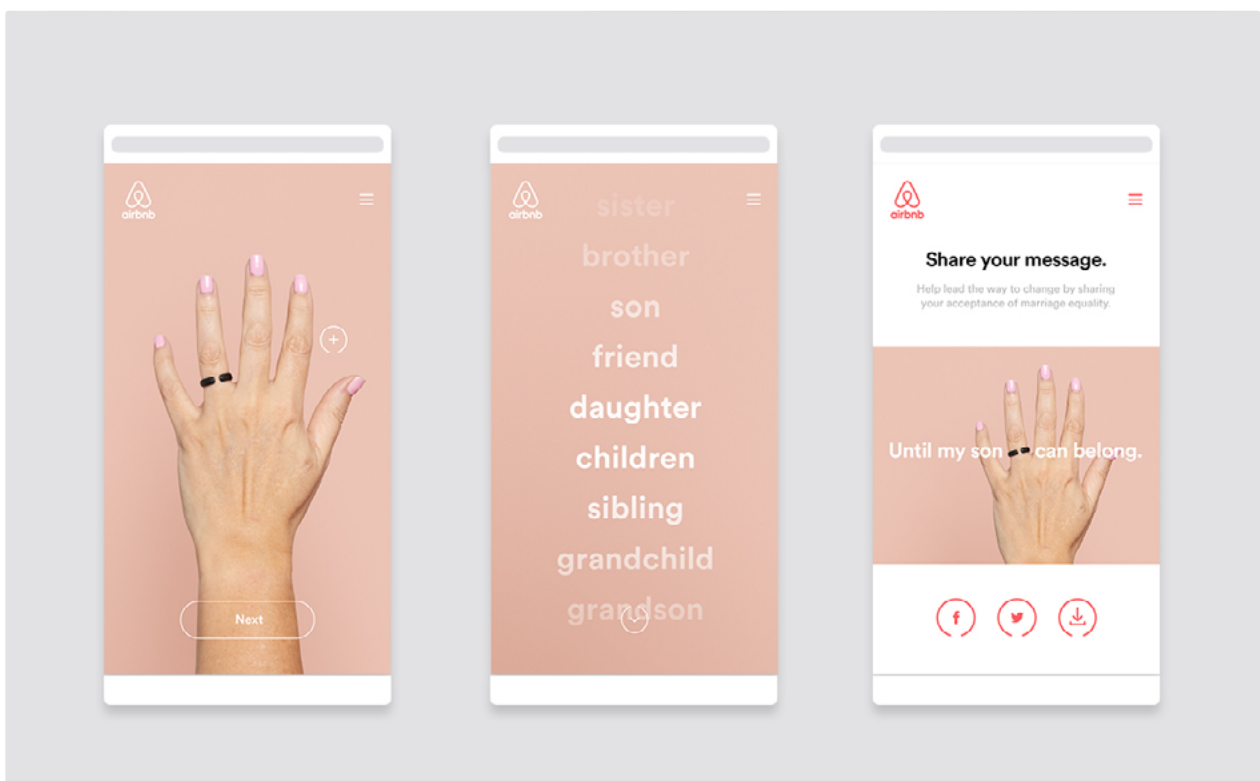 airbnb
Next
airbnb
sister
brother
son
friend
daughter
children
sibling
grandchild
grandson
airbnb
Share your message.
Help lead the way to change by sharing
your acceptance of marriage equality.
Until my son can belong.